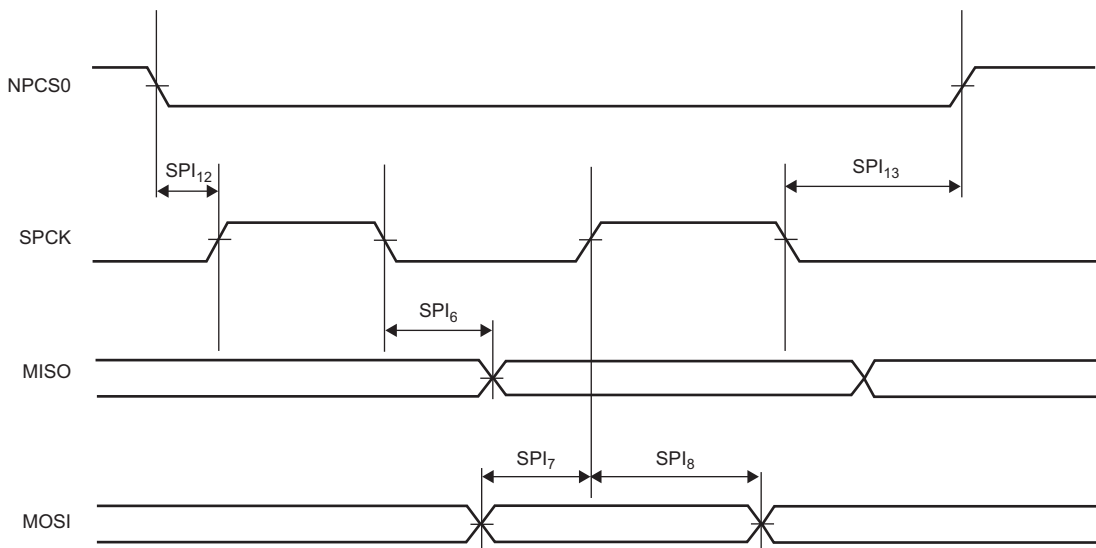 NPCS0
SPI₁₂
SPI₁₃
SPCK
SPI₆
MISO
SPI₇
SPI₈
MOSI